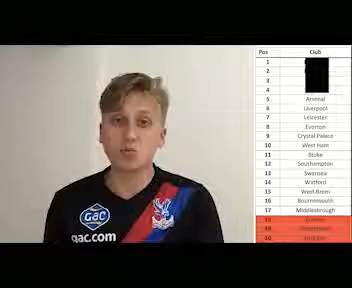 Pos Club
1
2
3
4
5 Arsenal
6 Liverpool
7 Leicester
8 Everton
9 Crystal Palace
10 West Ham
11 Stoke
12 Southampton
13 Swansea
14 Watford
15 West Brom
16 Bournemouth
17 Middlesbrough
18
19
20
GAC
gac.com